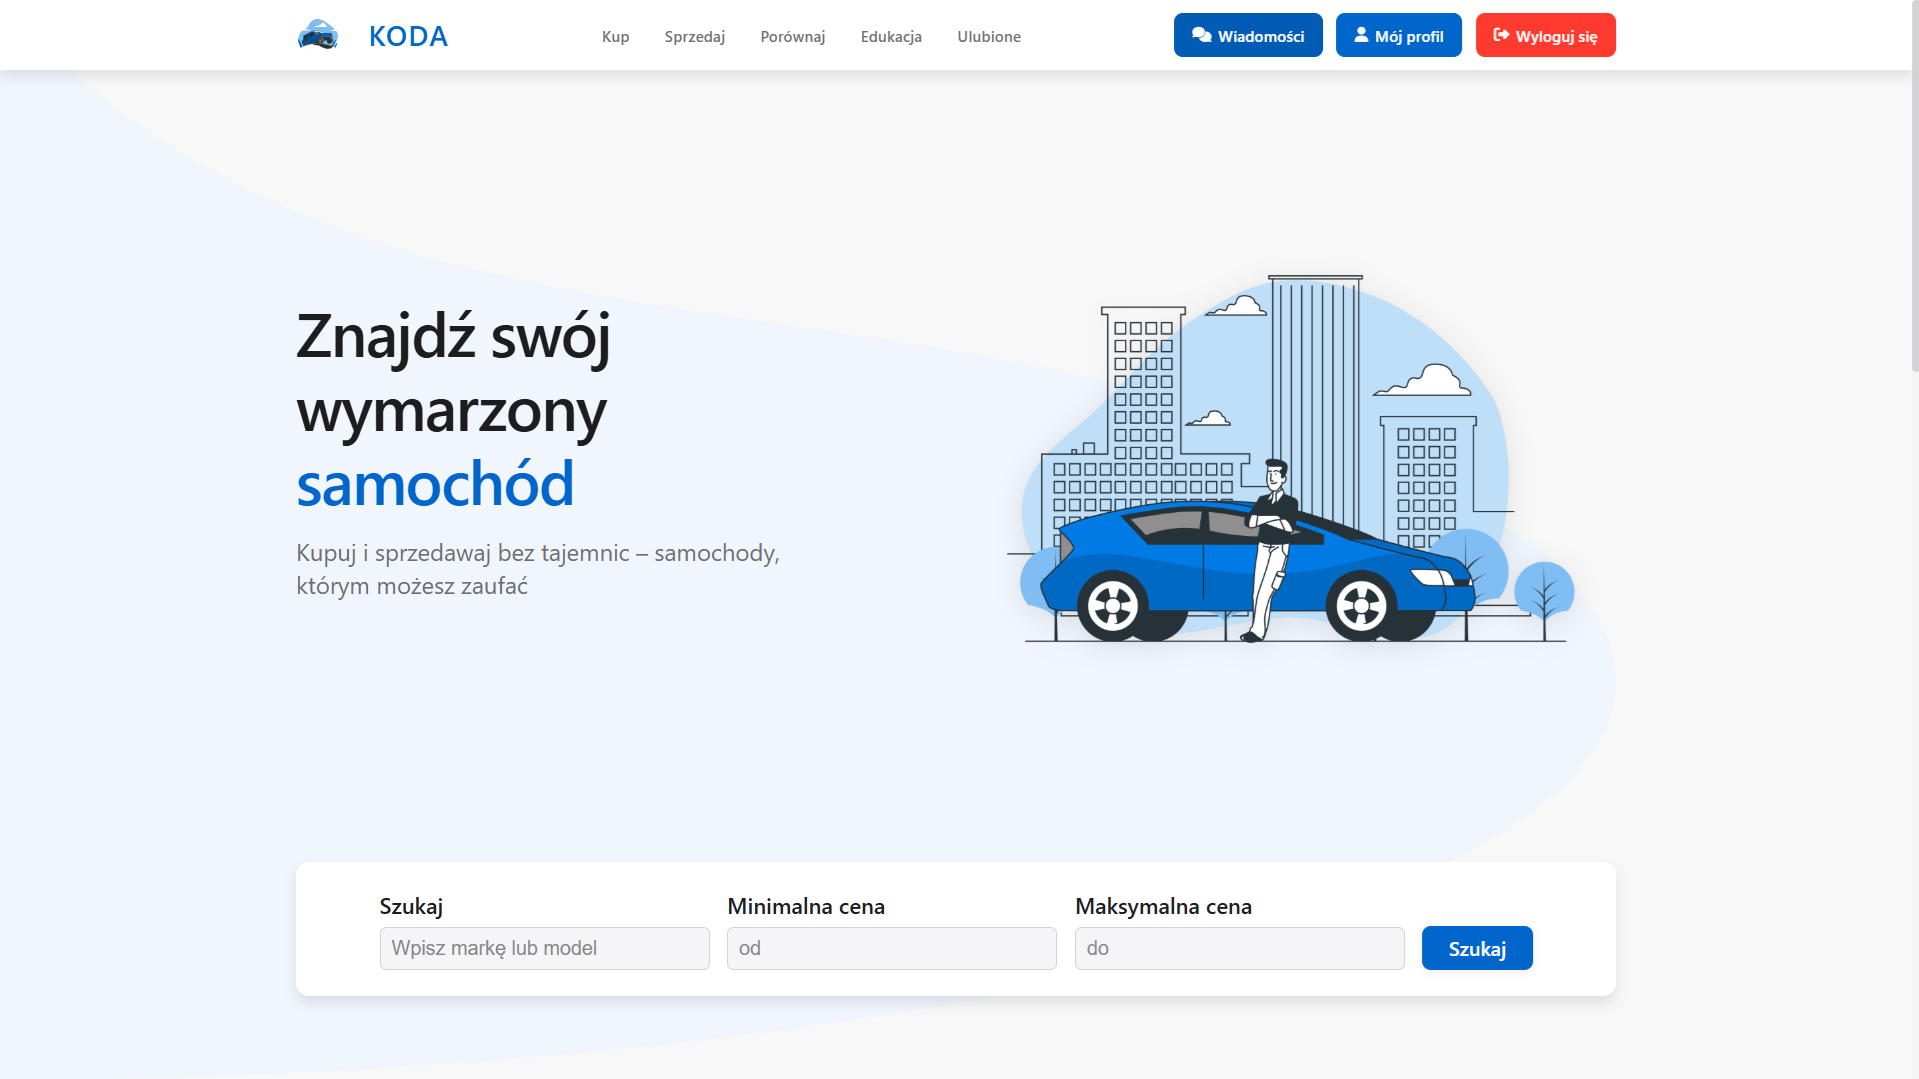 KODA
Kup
Sprzedaj
Porównaj
Edukacja
Ulubione
Wiadomości
Mój profil
Wyloguj się
Znajdź swój
wymarzony
samochód
Kupuj i sprzedawaj bez tajemnic – samochody,
którym możesz zaufać
Szukaj
Wpisz markę lub model
Minimalna cena
od
Maksymalna cena
do
Szukaj